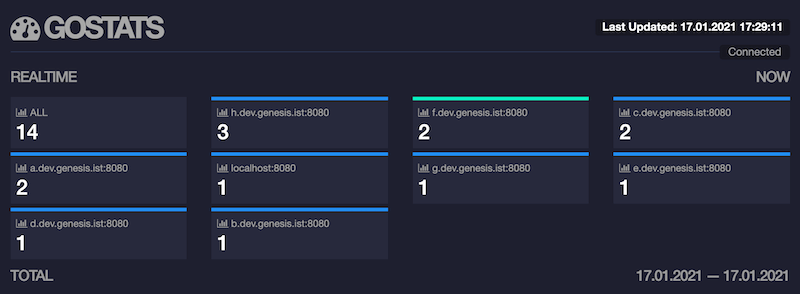 GOSTATS
Last Updated: 17.01.2021 17:29:11
Connected
REALTIME
NOW
ALL
14
h.dev.genesis.ist:8080
3
f.dev.genesis.ist:8080
2
c.dev.genesis.ist:8080
2
a.dev.genesis.ist:8080
2
localhost:8080
1
g.dev.genesis.ist:8080
1
e.dev.genesis.ist:8080
1
d.dev.genesis.ist:8080
1
b.dev.genesis.ist:8080
1
TOTAL
17.01.2021 — 17.01.2021